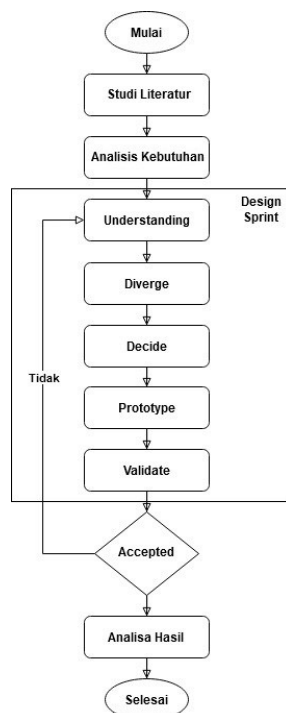 Mulai
Studi Literatur
Analisis Kebutuhan
Design
Sprint
Understanding
Diverge
Decide
Tidak
Prototype
Validate
Accepted
Analisa Hasil
Selesai